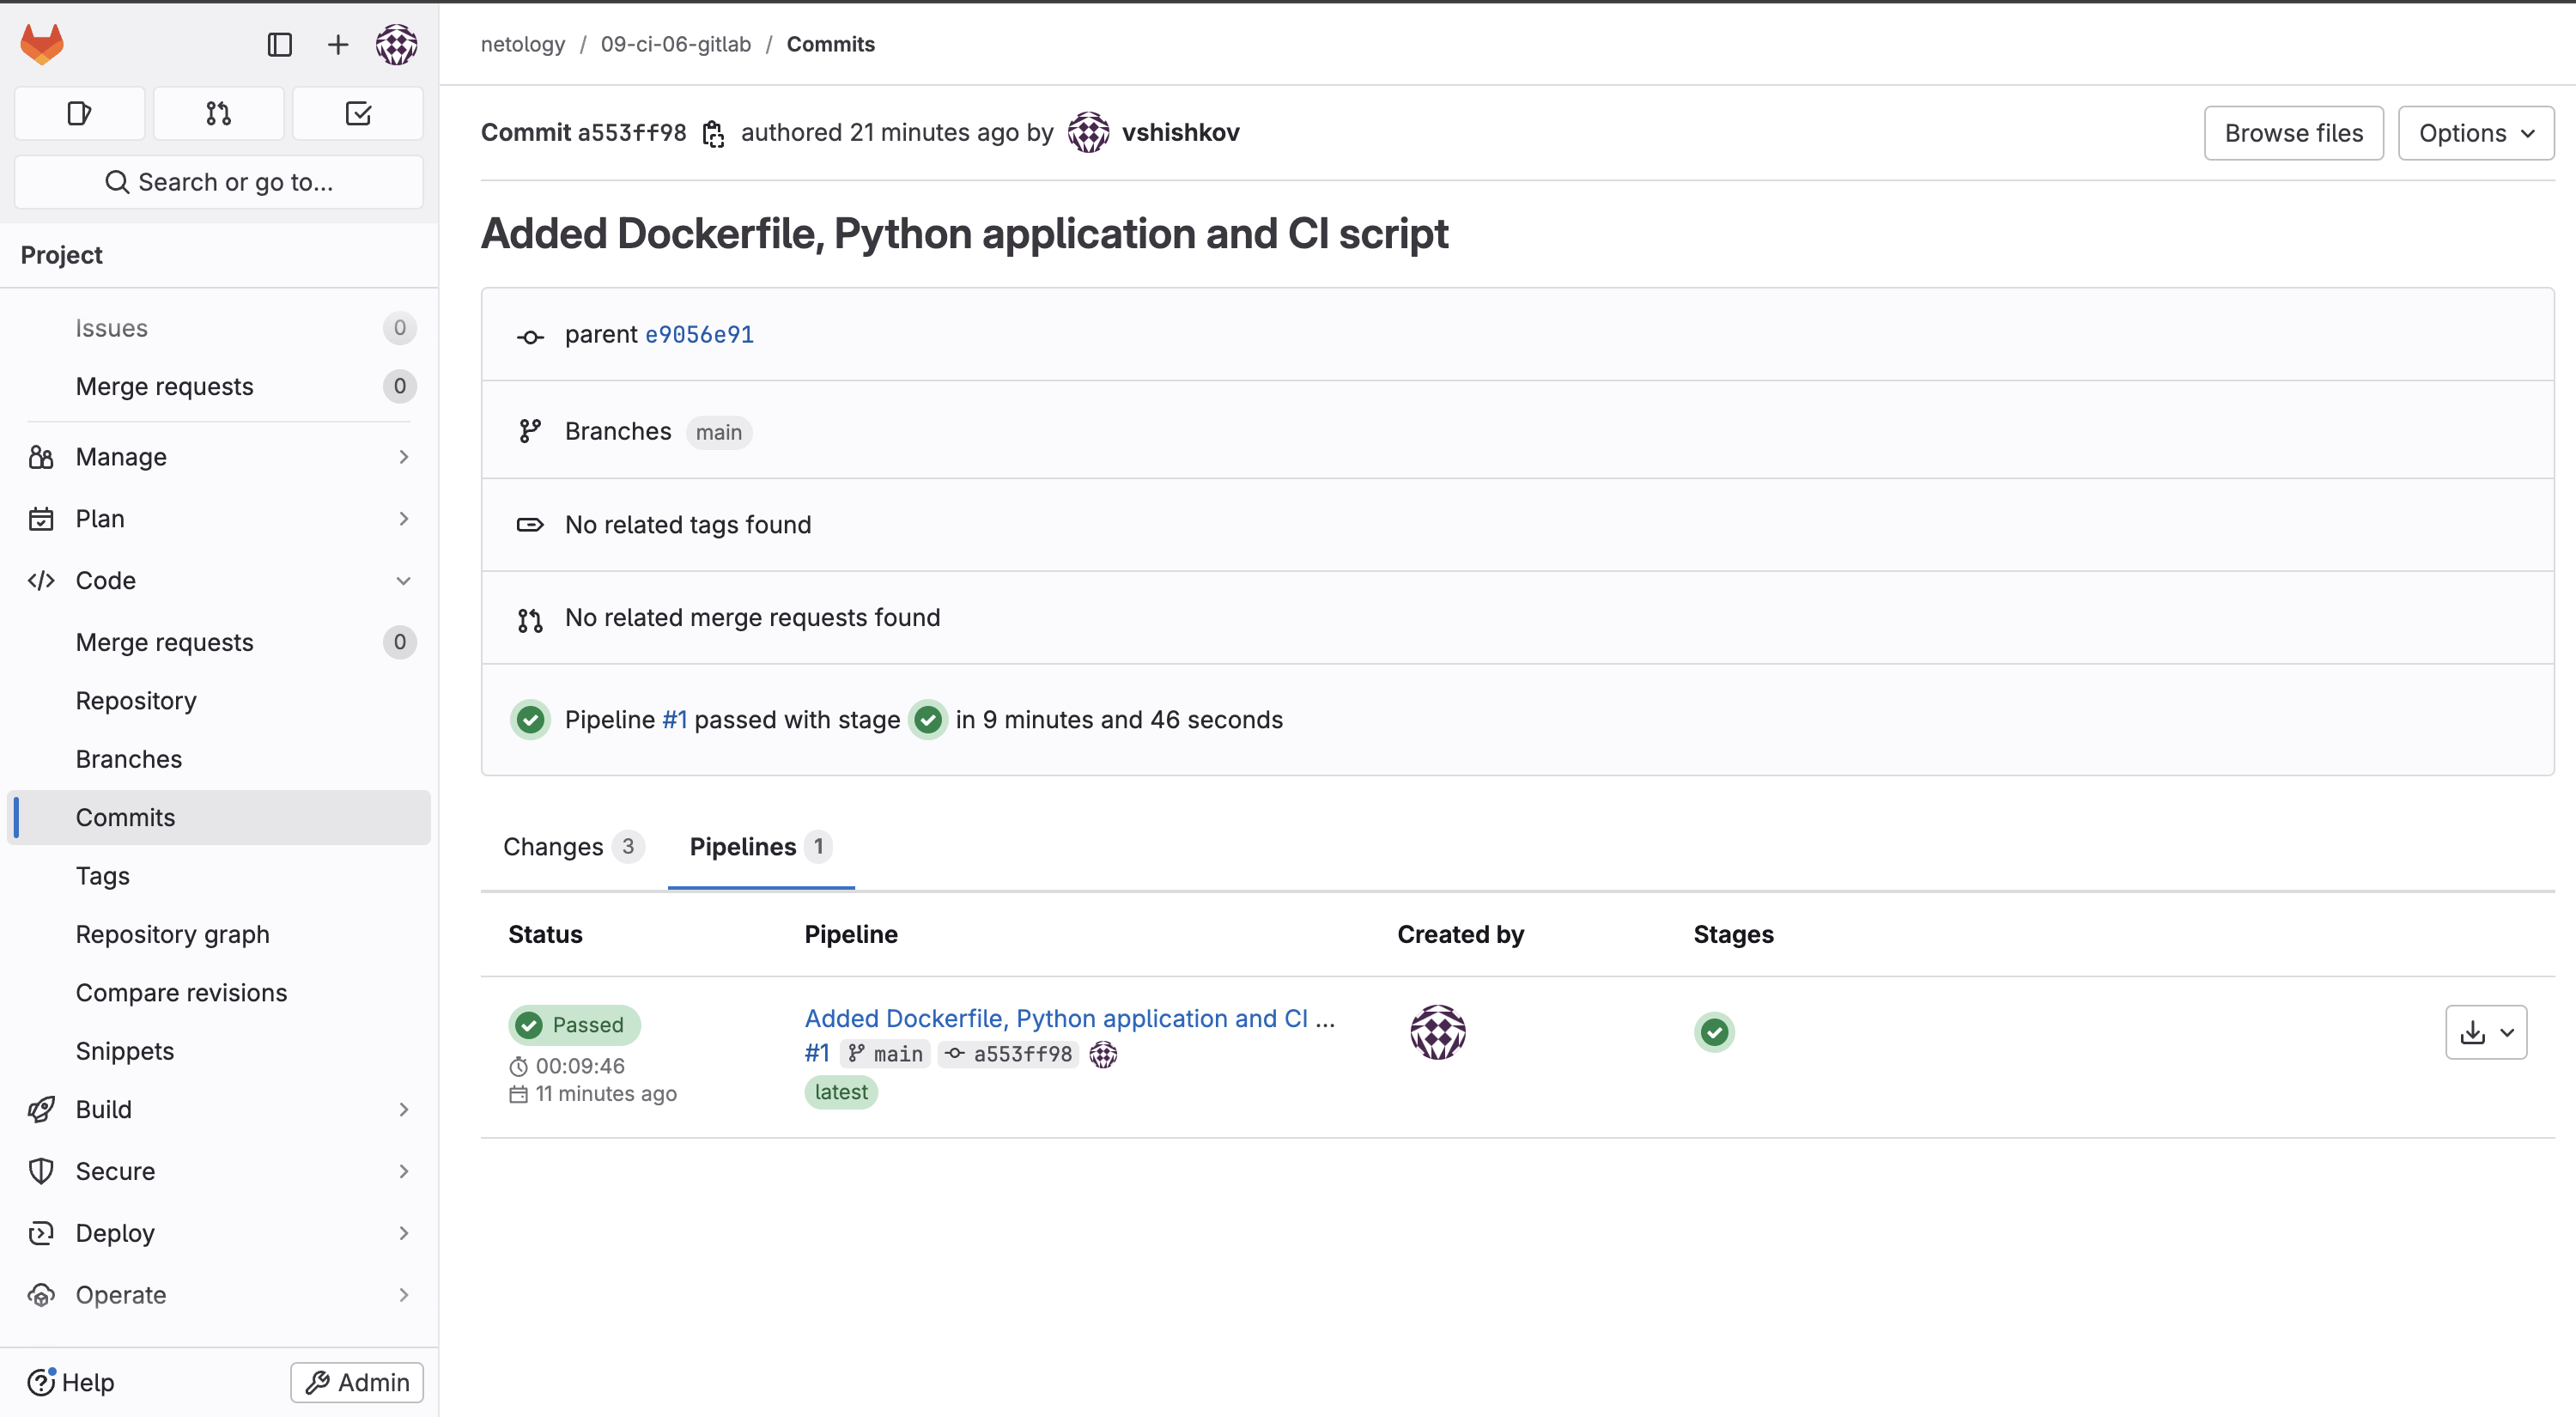 Search or go to...
Project
Issues 0
Merge requests 0
Manage
Plan
Code
Merge requests 0
Repository
Branches
Commits
Tags
Repository graph
Compare revisions
Snippets
Build
Secure
Deploy
Operate
Help
Admin
netology / 09-ci-06-gitlab / Commits
Commit a553ff98 authored 21 minutes ago by vshishkov
Browse files
Options
Added Dockerfile, Python application and CI script
parent e9056e91
Branches main
No related tags found
No related merge requests found
Pipeline #1 passed with stage in 9 minutes and 46 seconds
Changes 3
Pipelines 1
Status Pipeline Created by Stages
Passed
00:09:46
11 minutes ago
Added Dockerfile, Python application and CI ...
#1 main a553ff98
latest